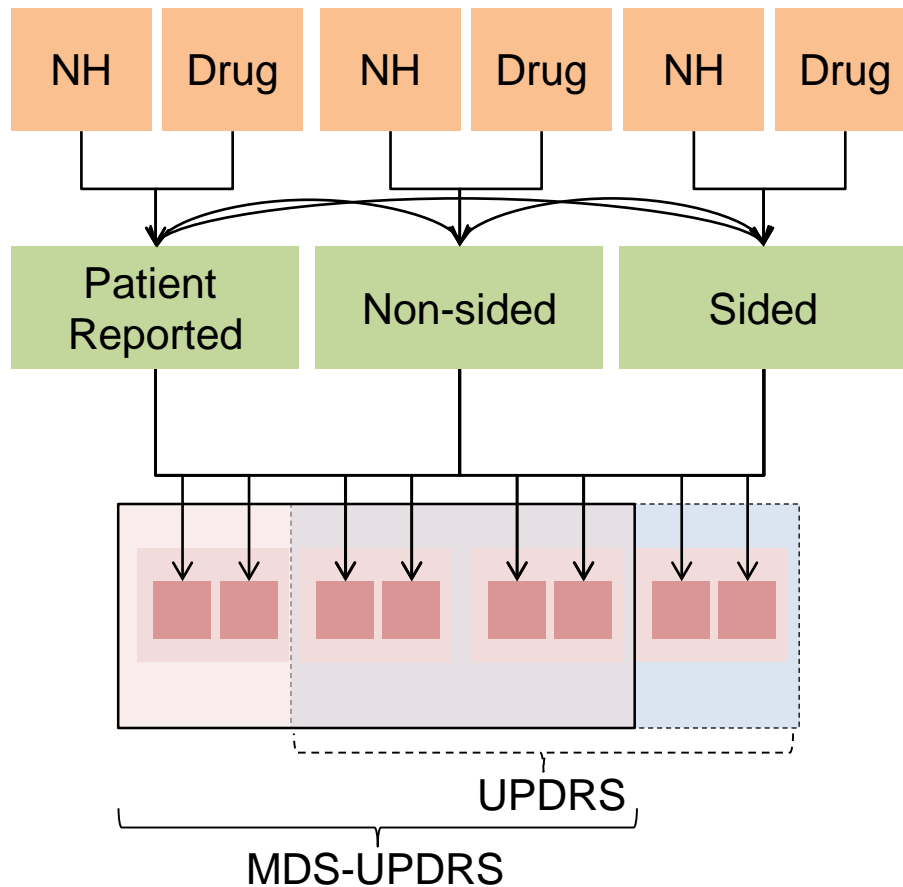 NH Drug NH Drug NH Drug
Patient
Reported
Non-sided
Sided
UPDRS
MDS-UPDRS